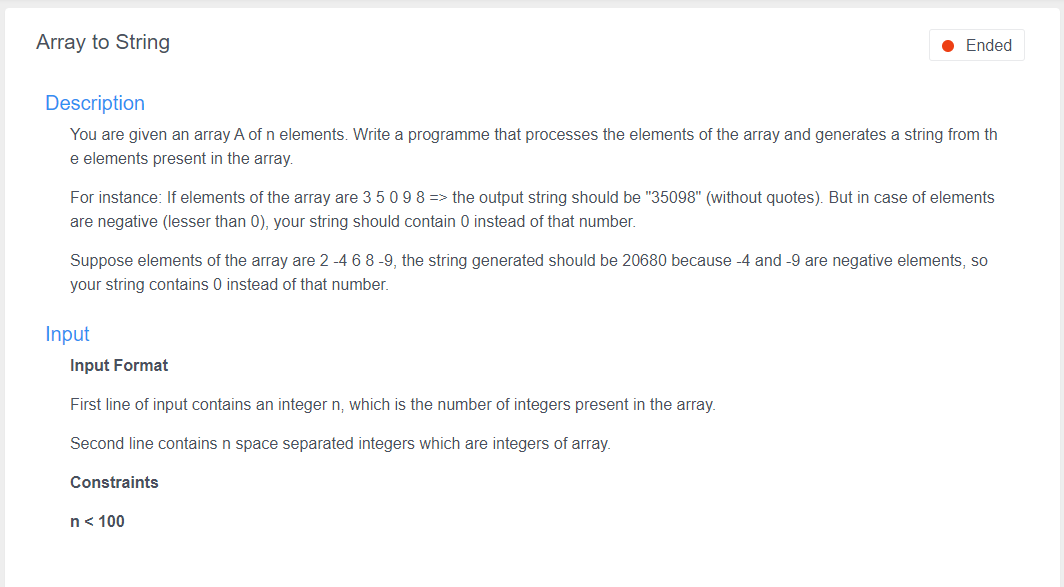 Array to String
Ended
Description
You are given an array A of n elements. Write a programme that processes the elements of the array and generates a string from th
e elements present in the array.
For instance: If elements of the array are 3 5 0 9 8 => the output string should be "35098" (without quotes). But in case of elements
are negative (lesser than 0), your string should contain 0 instead of that number.
Suppose elements of the array are 2 -4 6 8 -9, the string generated should be 20680 because -4 and -9 are negative elements, so
your string contains 0 instead of that number.
Input
Input Format
First line of input contains an integer n, which is the number of integers present in the array.
Second line contains n space separated integers which are integers of array.
Constraints
n < 100